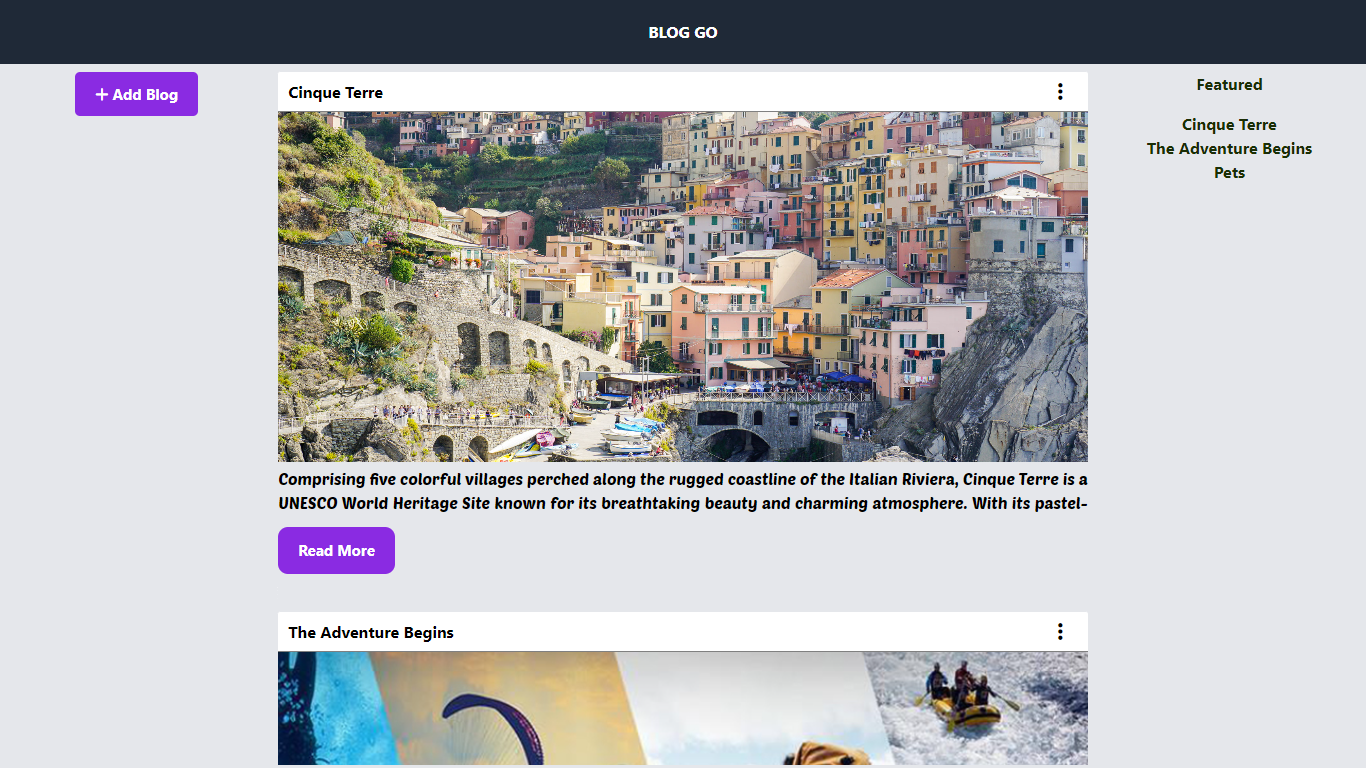 BLOG GO
+ Add Blog
Cinque Terre
Comprising five colorful villages perched along the rugged coastline of the Italian Riviera, Cinque Terre is a
UNESCO World Heritage Site known for its breathtaking beauty and charming atmosphere. With its pastel-
Read More
The Adventure Begins
Featured
Cinque Terre
The Adventure Begins
Pets